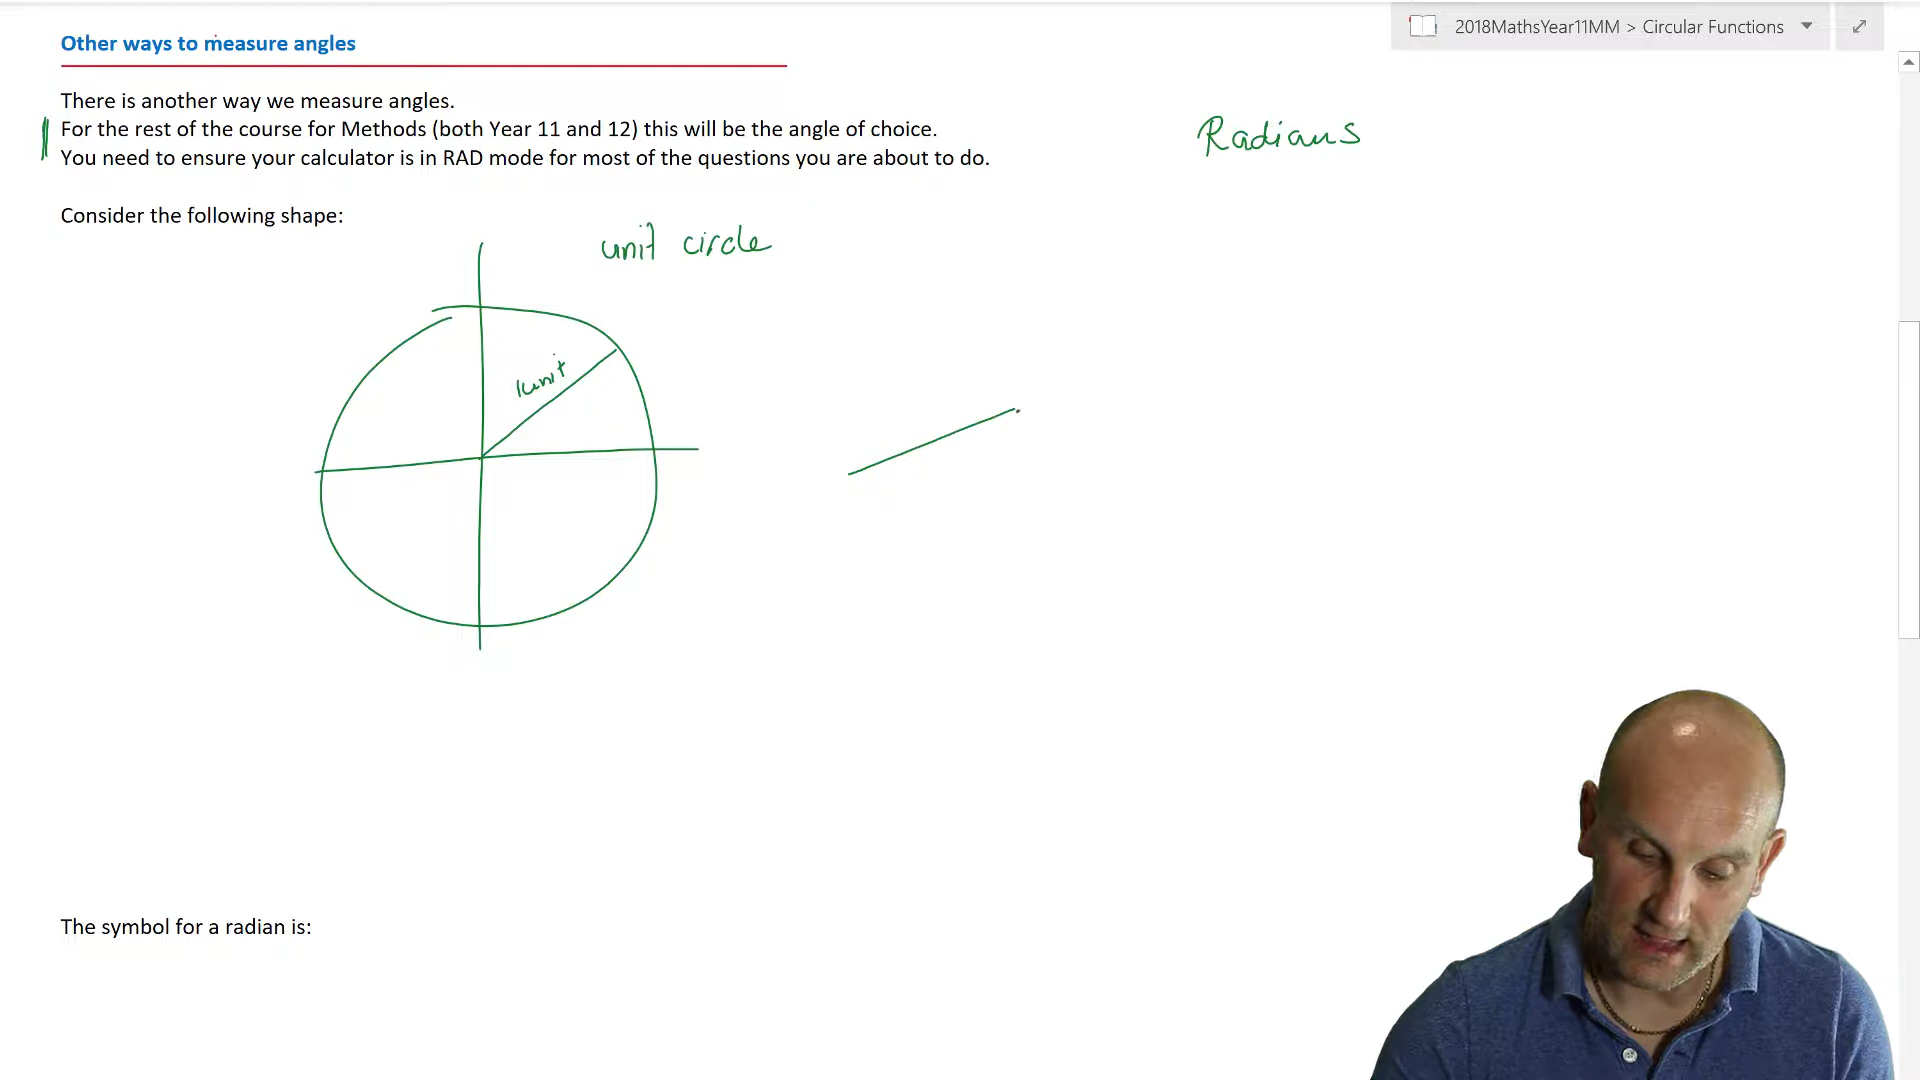 Other ways to measure angles
2018MathsYear11MM > Circular Functions
There is another way we measure angles.
For the rest of the course for Methods (both Year 11 and 12) this will be the angle of choice.
Radians
You need to ensure your calculator is in RAD mode for most of the questions you are about to do.
Consider the following shape:
unit circle
1unit
The symbol for a radian is: